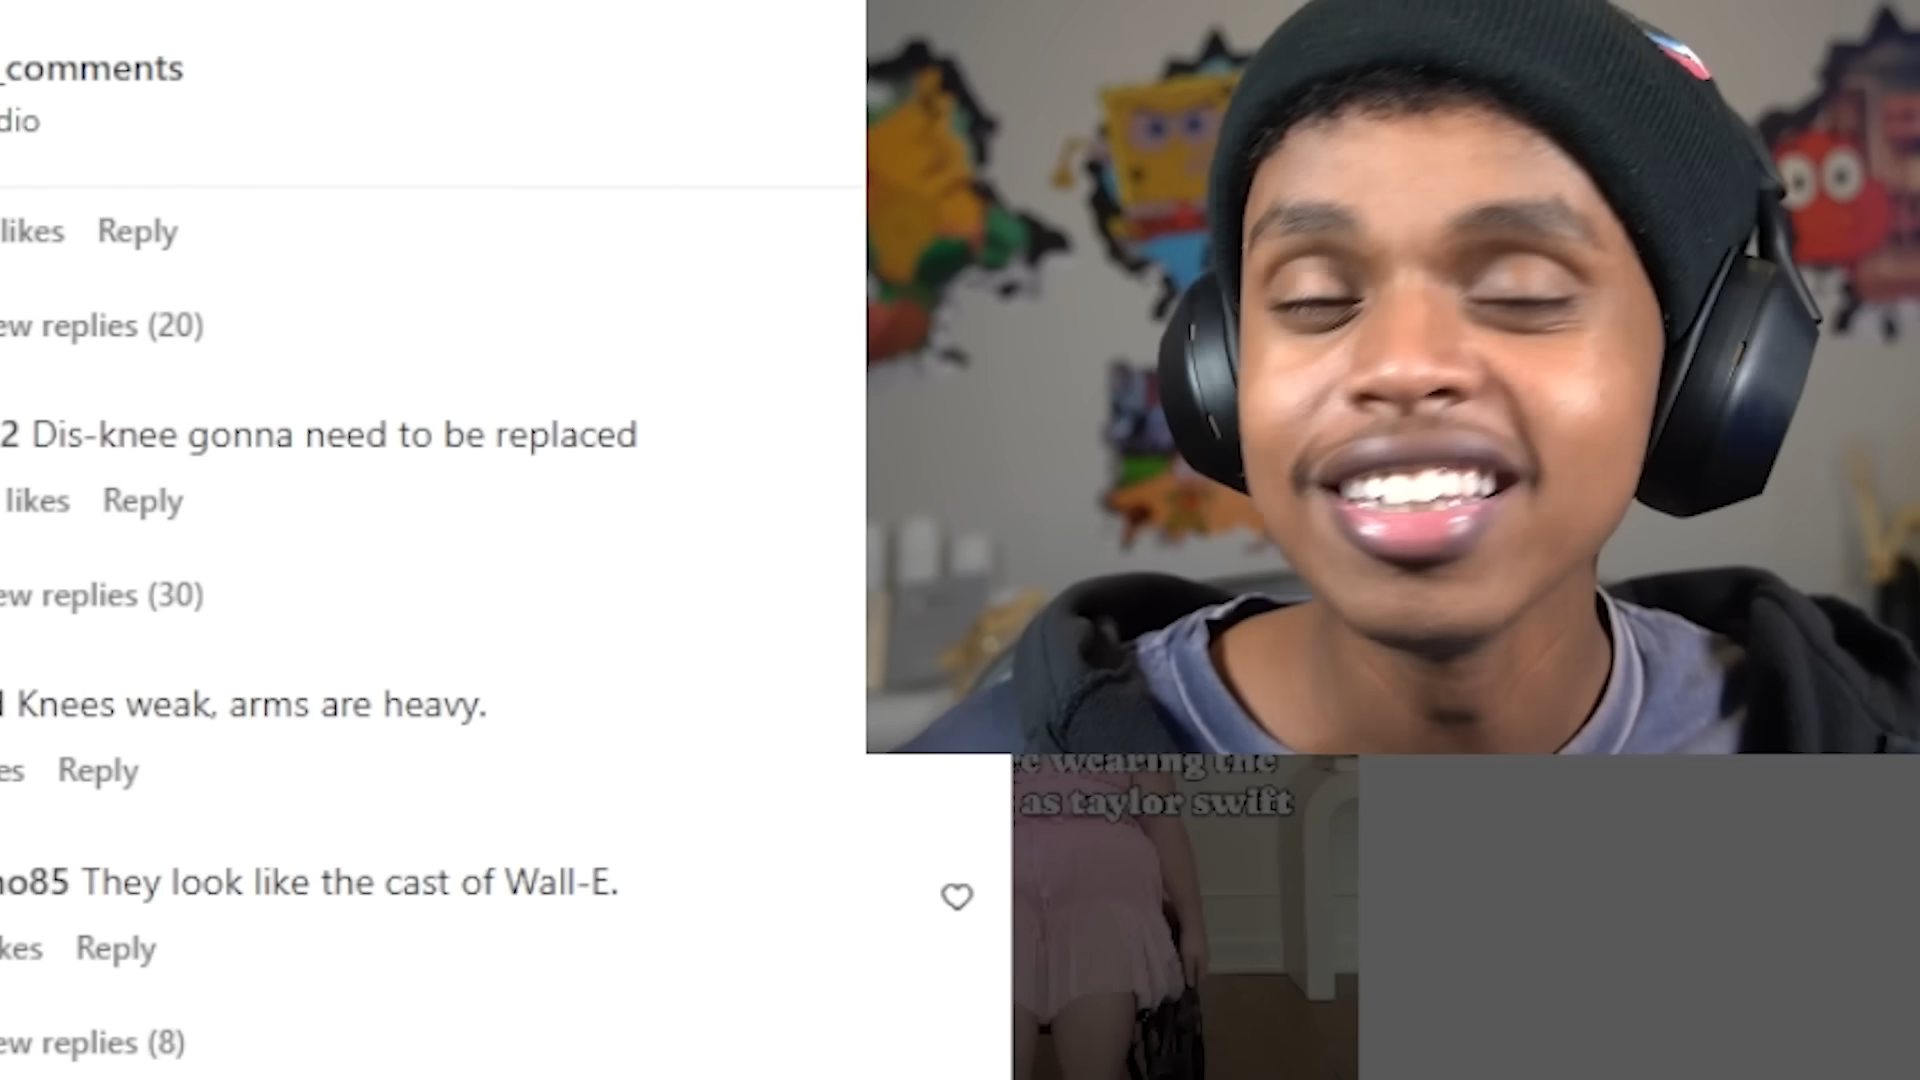 _comments
dio
likes Reply
ew replies (20)
2 Dis-knee gonna need to be replaced
likes Reply
ew replies (30)
Knees weak, arms are heavy.
es Reply
no85 They look like the cast of Wall-E.
kes Reply
ew replies (8)
e wearing the
as taylor swift